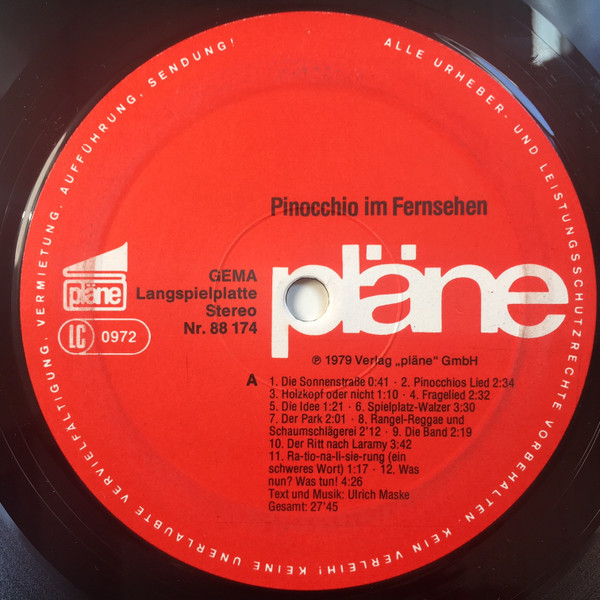 ALLE URHEBER- UND LEISTUNGSSCHUTZRECHTE VORBEHALTEN. KEIN VERLEIH! KEINE UNERLAUBTE VERVIELFÄLTIGUNG, VERMIETUNG, AUFFÜHRUNG, SENDUNG!
Pinocchio im Fernsehen
pläne
pläne
GEMA
Langspielplatte
Stereo
Nr. 88 174
LC 0972
℗ 1979 Verlag „pläne" GmbH
A
1. Die Sonnenstraße 0:41 · 2. Pinocchios Lied 2:34
3. Holzkopf oder nicht 1:10 · 4. Fragelied 2:32
5. Die Idee 1:21 · 6. Spielplatz-Walzer 3:30
7. Der Park 2:01 · 8. Rangel-Reggae und
Schaumschlägerei 2'12 · 9. Die Band 2:19
10. Der Ritt nach Laramy 3:42
11. Ra-tio-na-li-sie-rung (ein
schweres Wort) 1:17 · 12. Was
nun? Was tun! 4:26
Text und Musik: Ulrich Maske
Gesamt: 27'45